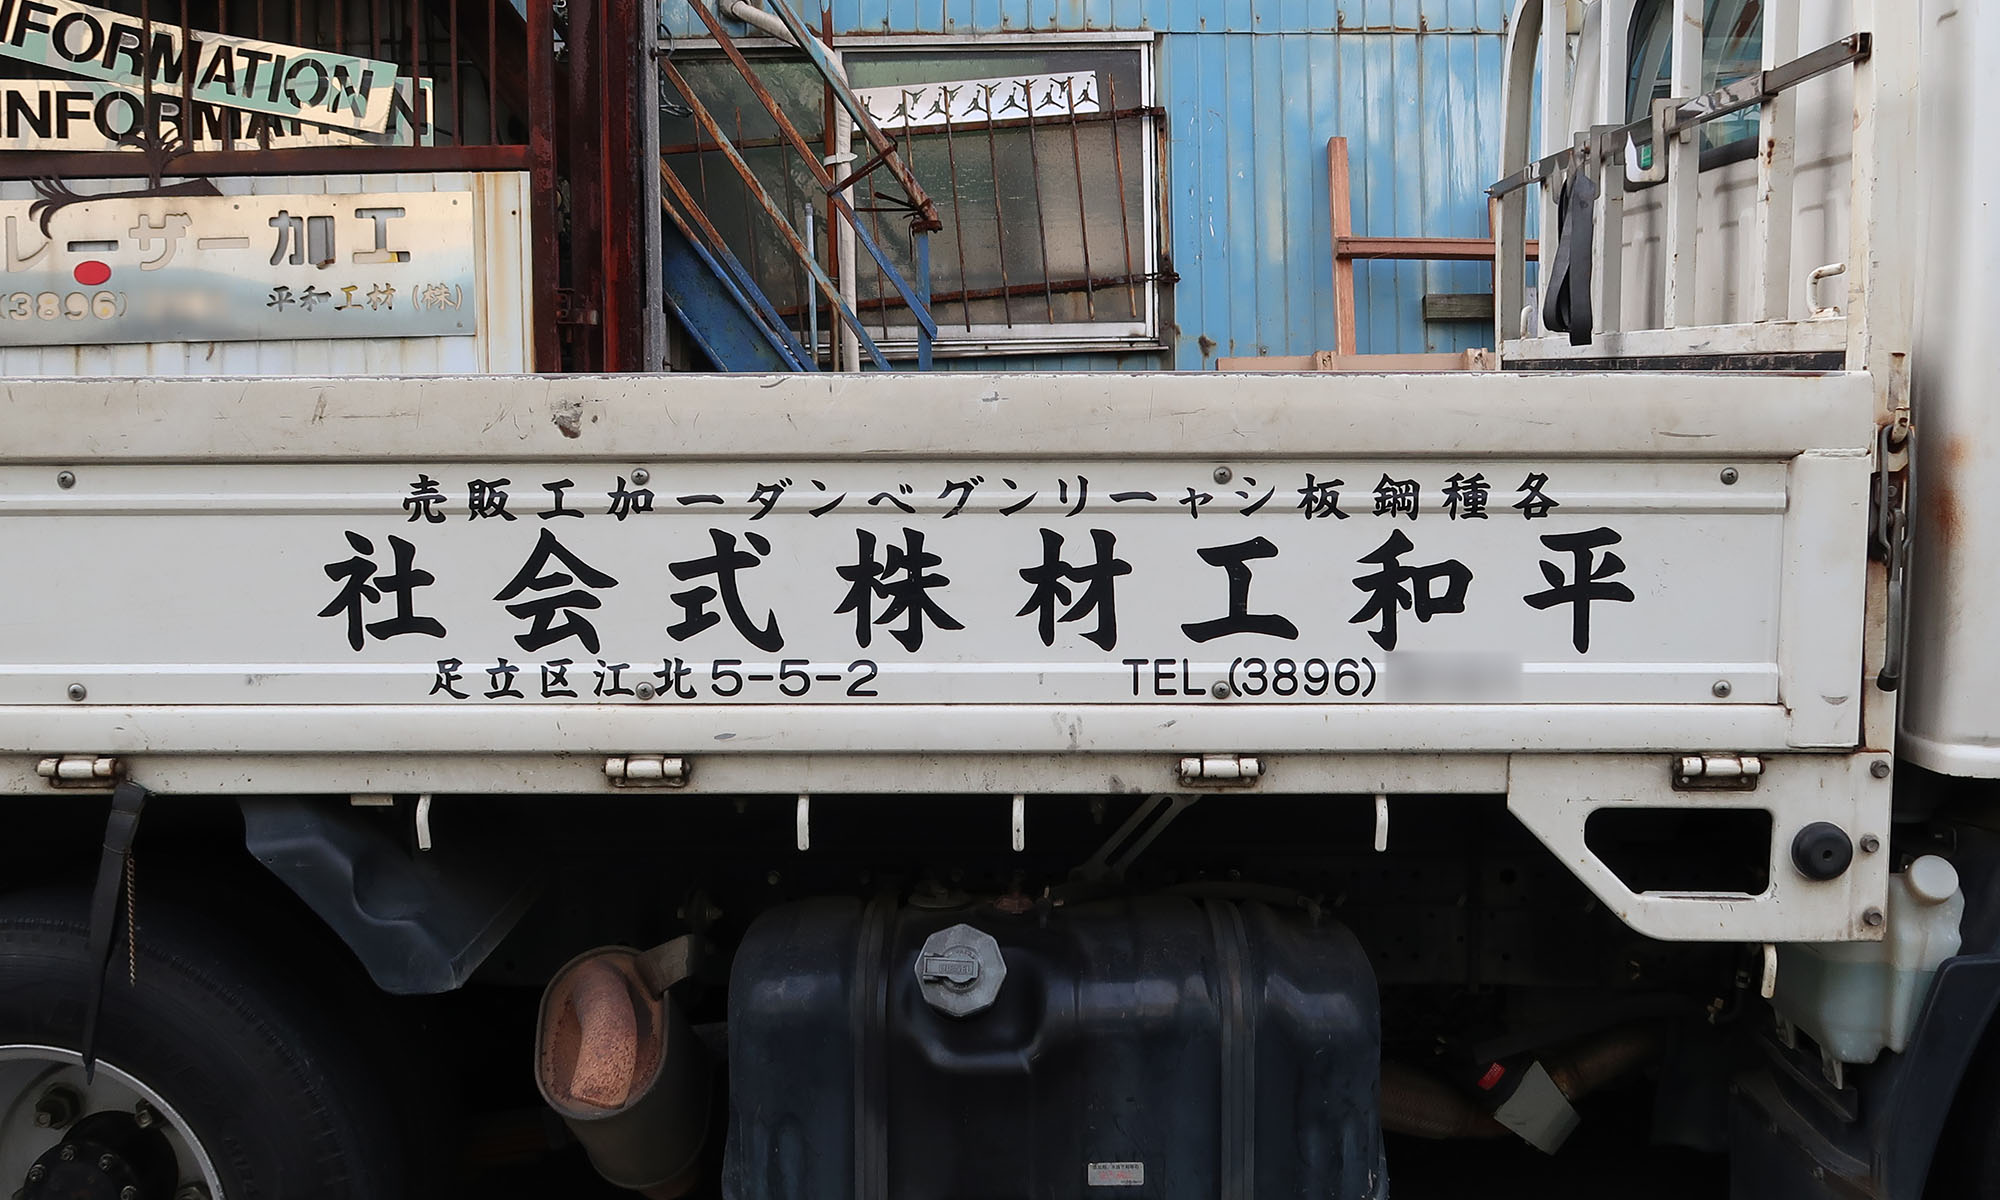 NFORMATION
INFORMATION
レーザー加工
(3896)
平和工材(株)
各種鋼板シャーリングベンダー加工販売
平和工材株式会社
足立区江北5-5-2 TEL(3896)